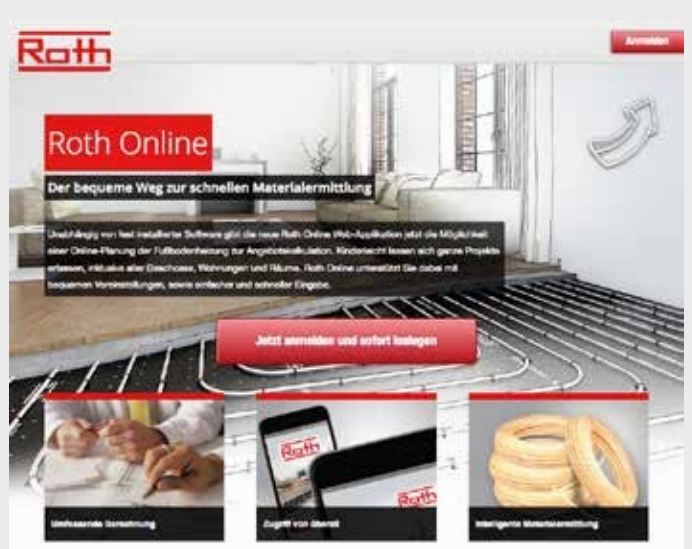 Roth
Anmelden
Roth Online
Der bequeme Weg zur schnellen Materialermittlung
Unabhängig von fest installierter Software gibt die neue Roth Online Web-Applikation jetzt die Möglichkeit
einer Online-Planung der Fußbodenheizung zur Angebotskalkulation. Kinderleicht lassen sich ganze Projekte
erfassen, inklusive aller Geschosse, Wohnungen und Räume. Roth Online unterstützt Sie dabei mit
bequemen Voreinstellungen, sowie einfacher und schneller Eingabe.
Jetzt anmelden und sofort loslegen
Roth
Roth
Umfassende Berechnung
Zugriff von überall
Intelligente Materialermittlung